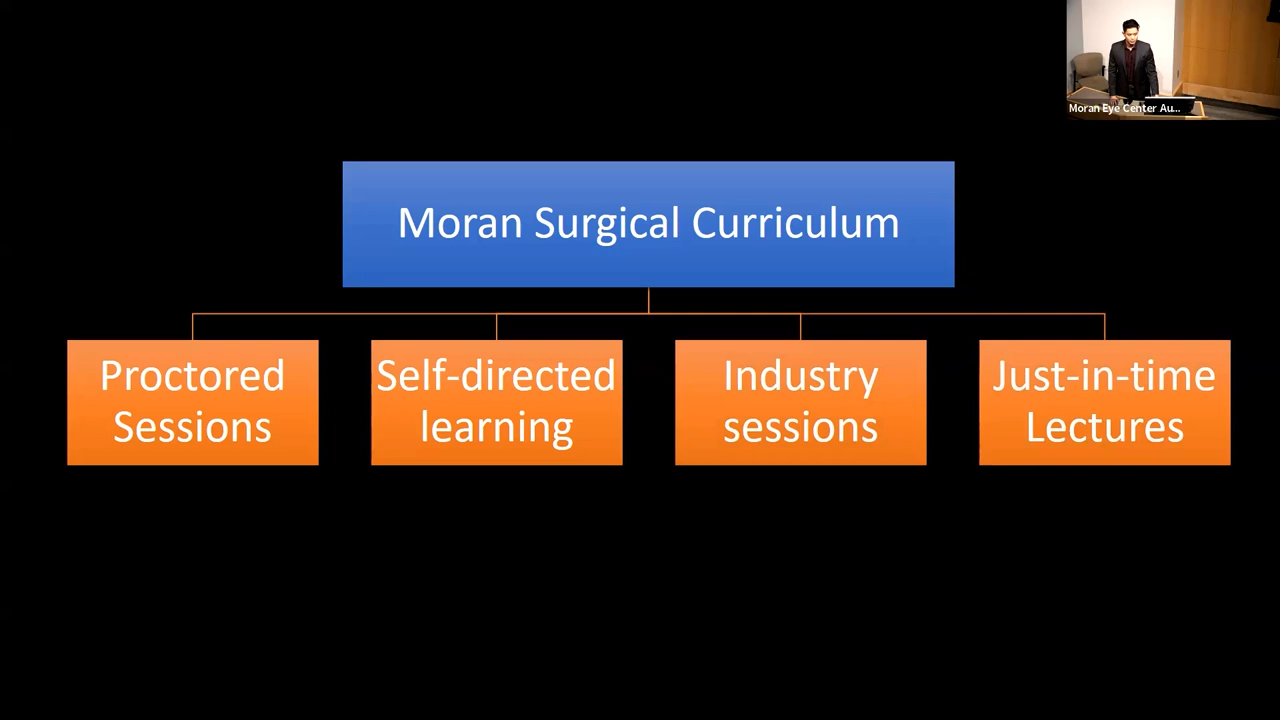 Moran Eye Center Au...
Moran Surgical Curriculum
Proctored
Sessions
Self-directed
learning
Industry
sessions
Just-in-time
Lectures